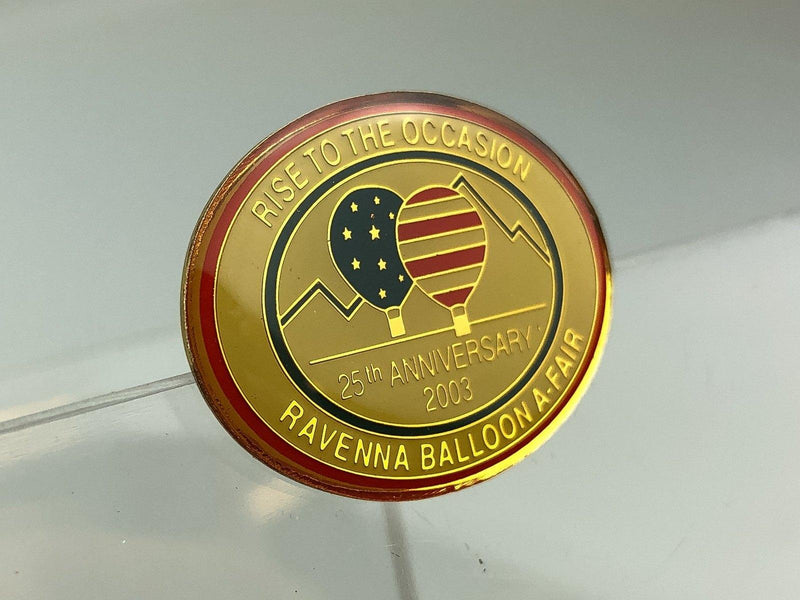 RISE TO THE OCCASION
25th ANNIVERSARY
2003
RAVENNA BALLOON A-FAIR